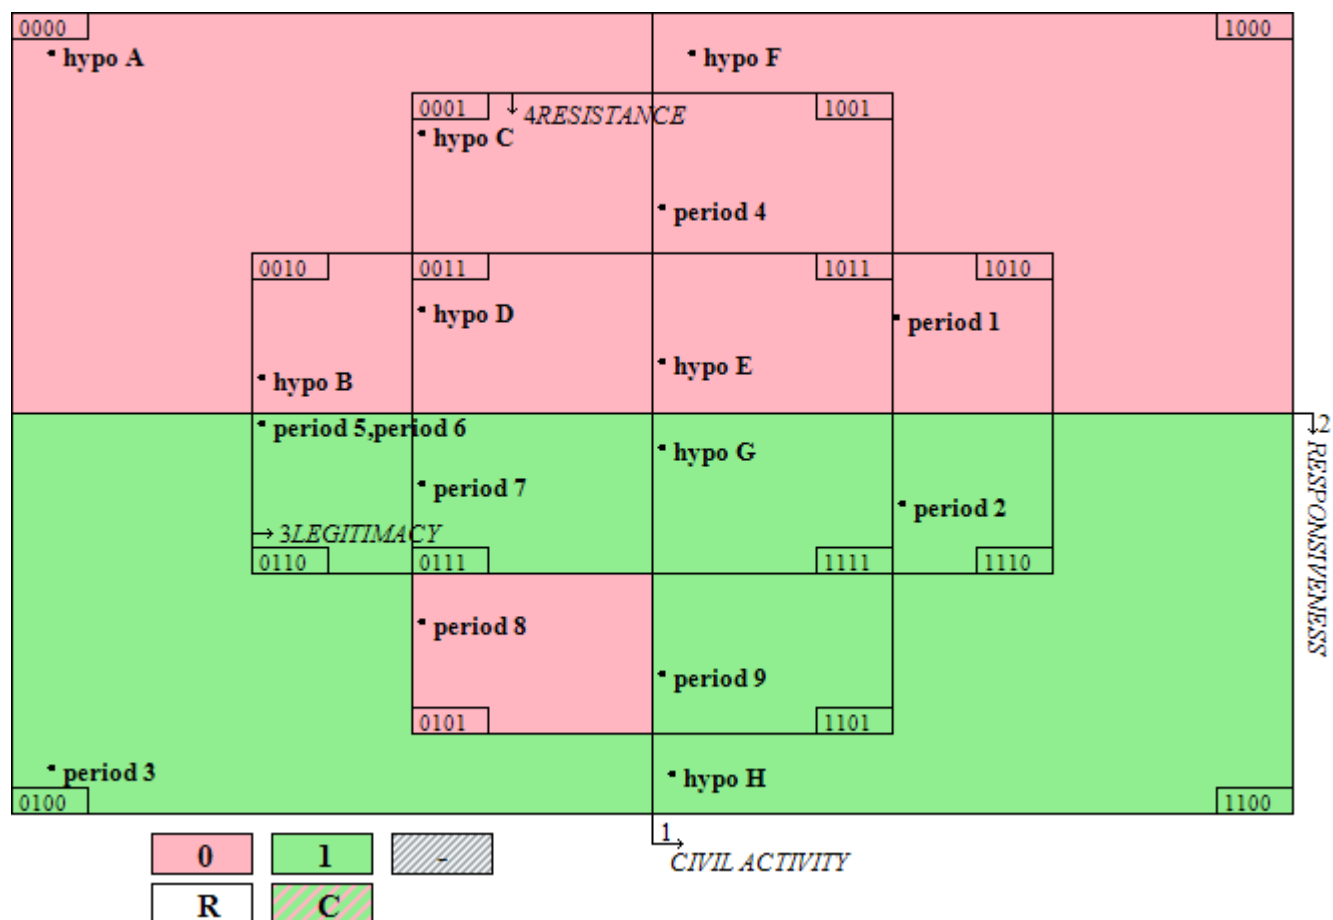 0000
1000
hypo A
hypo F
0001
4RESISTANCE
1001
hypo C
period 4
0010
0011
1011
1010
hypo D
period 1
hypo E
hypo B
2
period 5,period 6
hypo G
RESPONSIVENESS
period 7
period 2
3LEGITIMACY
0110
0111
1111
1110
period 8
period 9
0101
1101
period 3
hypo H
0100
1100
1
CIVIL ACTIVITY
0
1
-
R
C